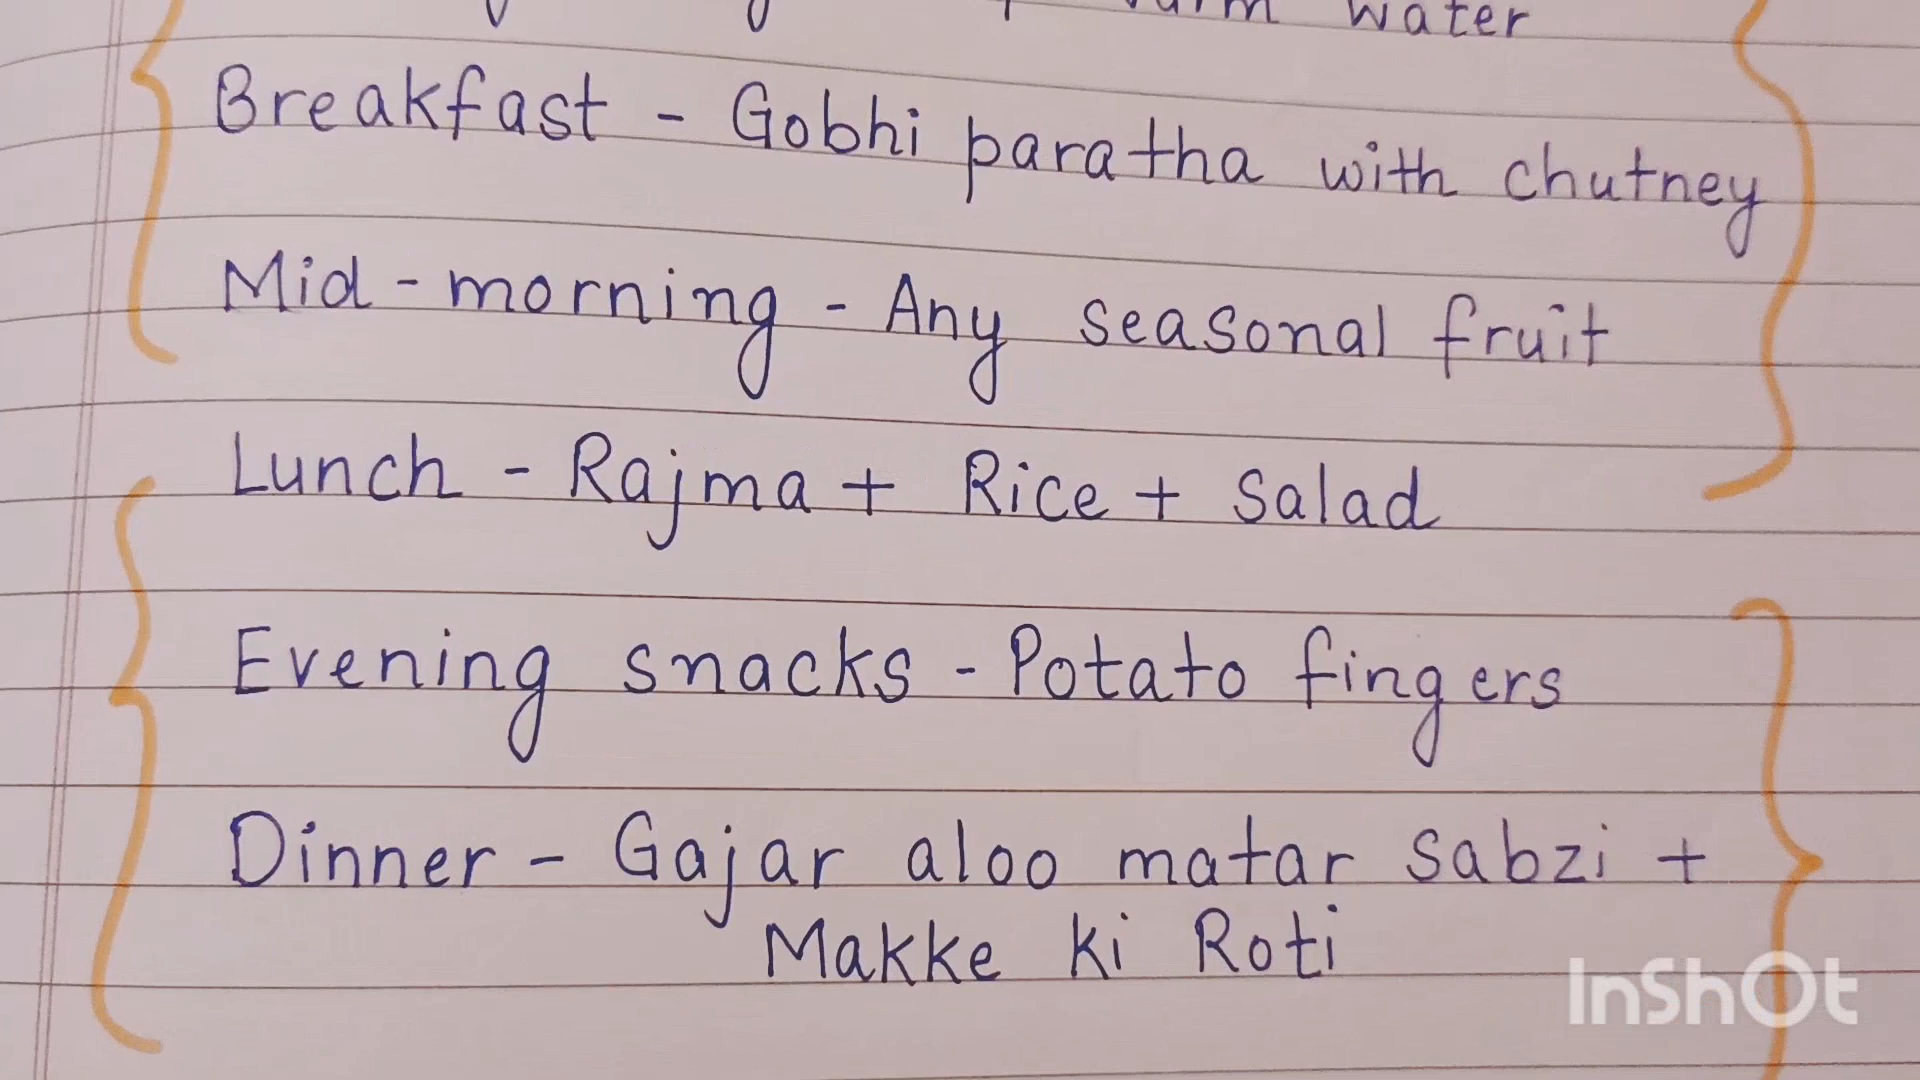 water
Breakfast - Gobhi paratha with chutney
Mid-morning - Any seasonal fruit
Lunch - Rajma + Rice + Salad
Evening snacks - Potato fingers
Dinner - Gajar aloo matar sabzi +
Makke ki Roti
InShOt